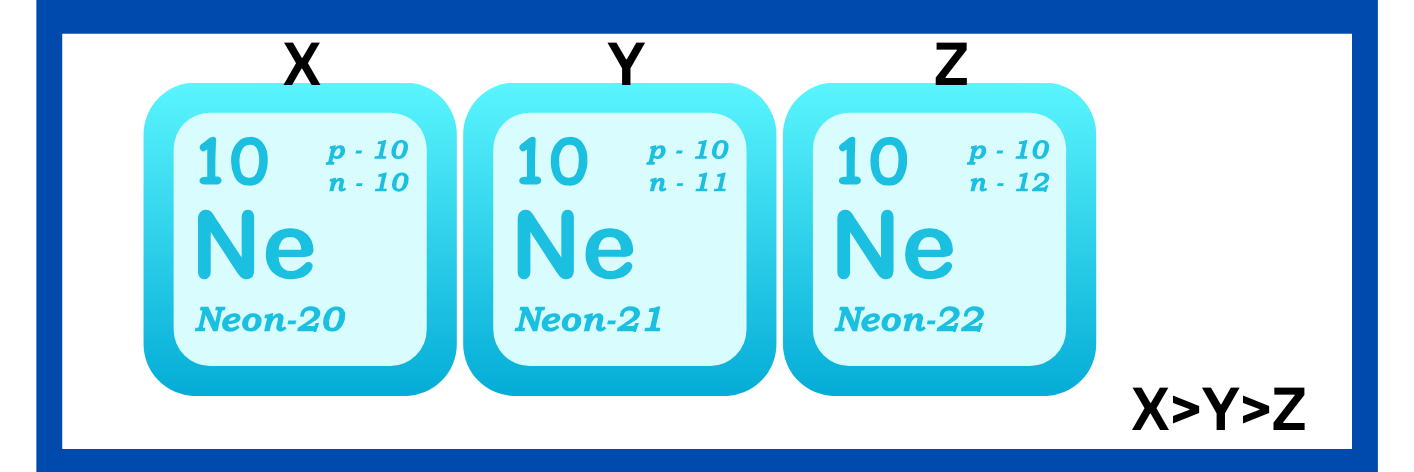 X Y Z
10 p - 10 10 p - 10 10 p - 10
n - 10 n - 11 n - 12
Ne Ne Ne
Neon-20 Neon-21 Neon-22
X>Y>Z